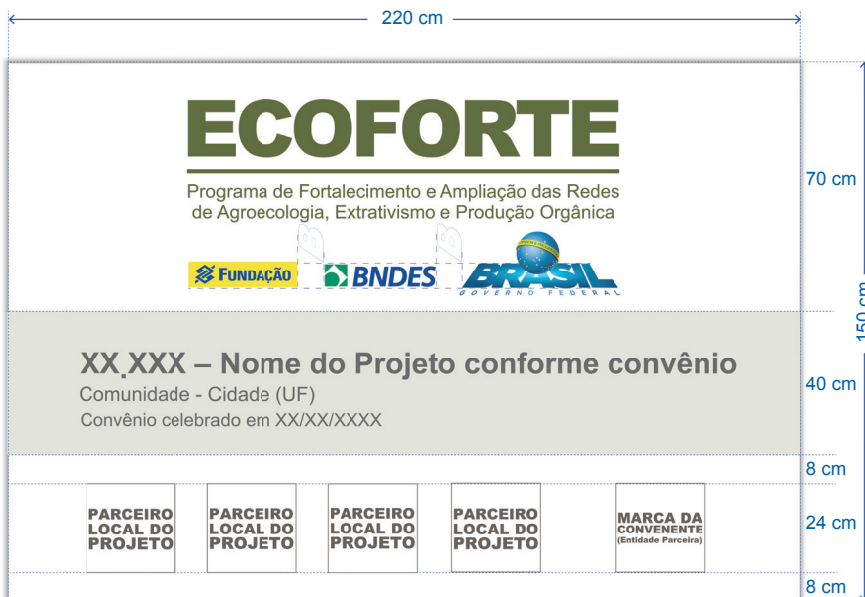 220 cm
ECOFORTE
Programa de Fortalecimento e Ampliação das Redes
de Agroecologia, Extrativismo e Produção Orgânica
70 cm
FUNDAÇÃO
BNDES
BRASIL
GOVERNO FEDERAL
150 cm
XX.XXX – Nome do Projeto conforme convênio
Comunidade - Cidade (UF)
Convênio celebrado em XX/XX/XXXX
40 cm
8 cm
PARCEIRO
LOCAL DO
PROJETO
PARCEIRO
LOCAL DO
PROJETO
PARCEIRO
LOCAL DO
PROJETO
PARCEIRO
LOCAL DO
PROJETO
MARCA DA
CONVENENTE
(Entidade Parceira)
24 cm
8 cm